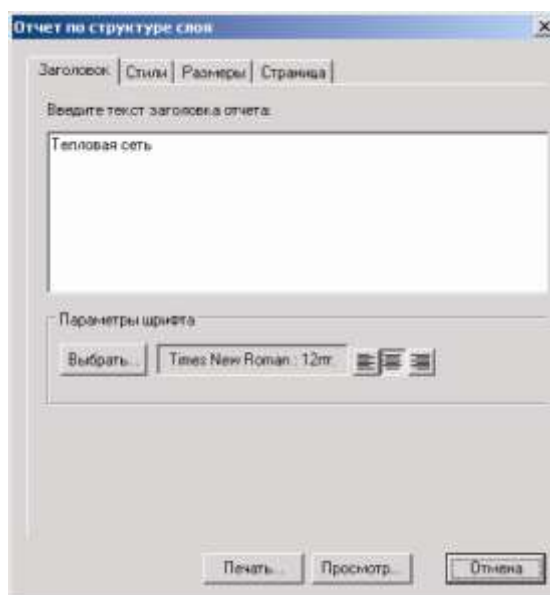 Отчет по структуре слоя
Заголовок Стили Размеры Страница
Введите текст заголовка отчета:
Тепловая сеть
Параметры шрифта
Выбрать... Times New Roman : 12пт.
Печать... Просмотр... Отмена